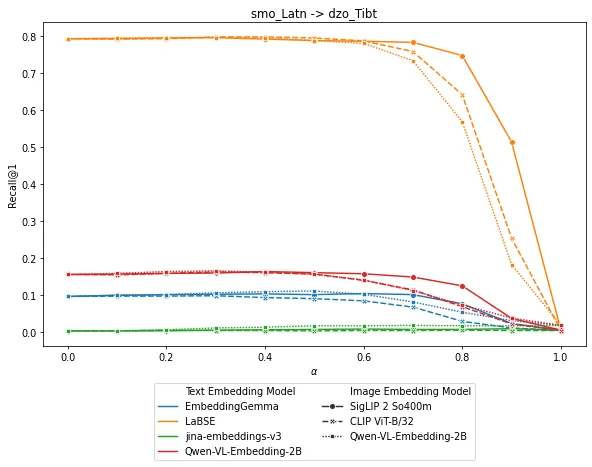 smo_Latn -> dzo_Tibt
Recall@1
0.8
0.7
0.6
0.5
0.4
0.3
0.2
0.1
0.0
0.0 0.2 0.4 0.6 0.8 1.0
α
Text Embedding Model Image Embedding Model
EmbeddingGemma SigLIP 2 So400m
LaBSE CLIP ViT-B/32
jina-embeddings-v3 Qwen-VL-Embedding-2B
Qwen-VL-Embedding-2B